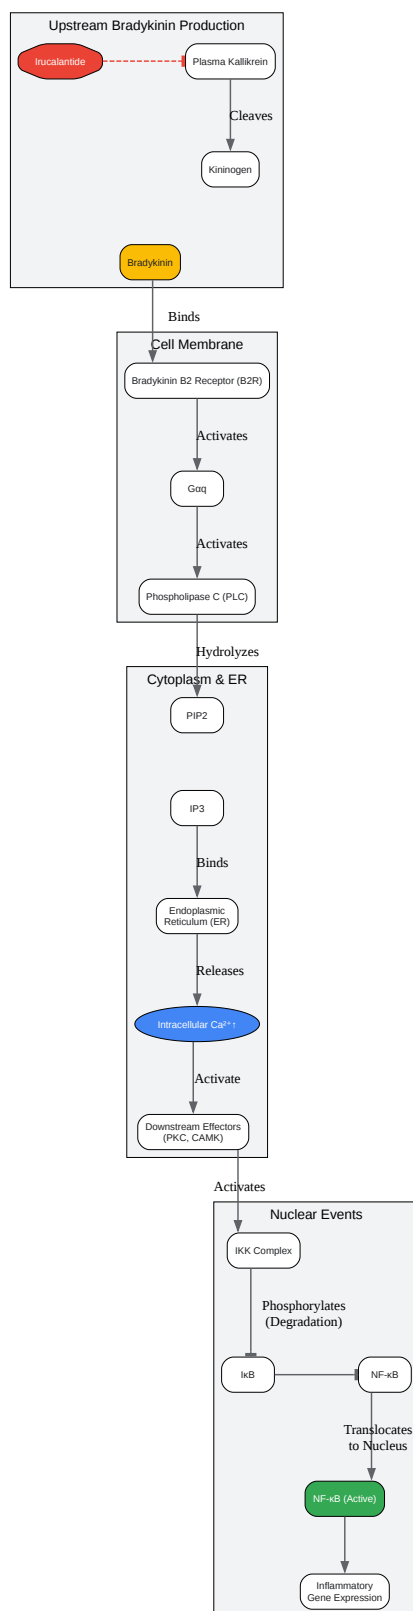 Upstream Bradykinin Production
Irucalantide
Plasma Kallikrein
Cleaves
Kininogen
Bradykinin
Binds
Cell Membrane
Bradykinin B2 Receptor (B2R)
Activates
Gαq
Activates
Phospholipase C (PLC)
Hydrolyzes
Cytoplasm & ER
PIP2
IP3
Binds
Endoplasmic
Reticulum (ER)
Releases
Intracellular Ca²⁺↑
Activate
Downstream Effectors
(PKC, CAMK)
Activates
Nuclear Events
IKK Complex
Phosphorylates
(Degradation)
IκB
NF-κB
Translocates
to Nucleus
NF-κB (Active)
Inflammatory
Gene Expression